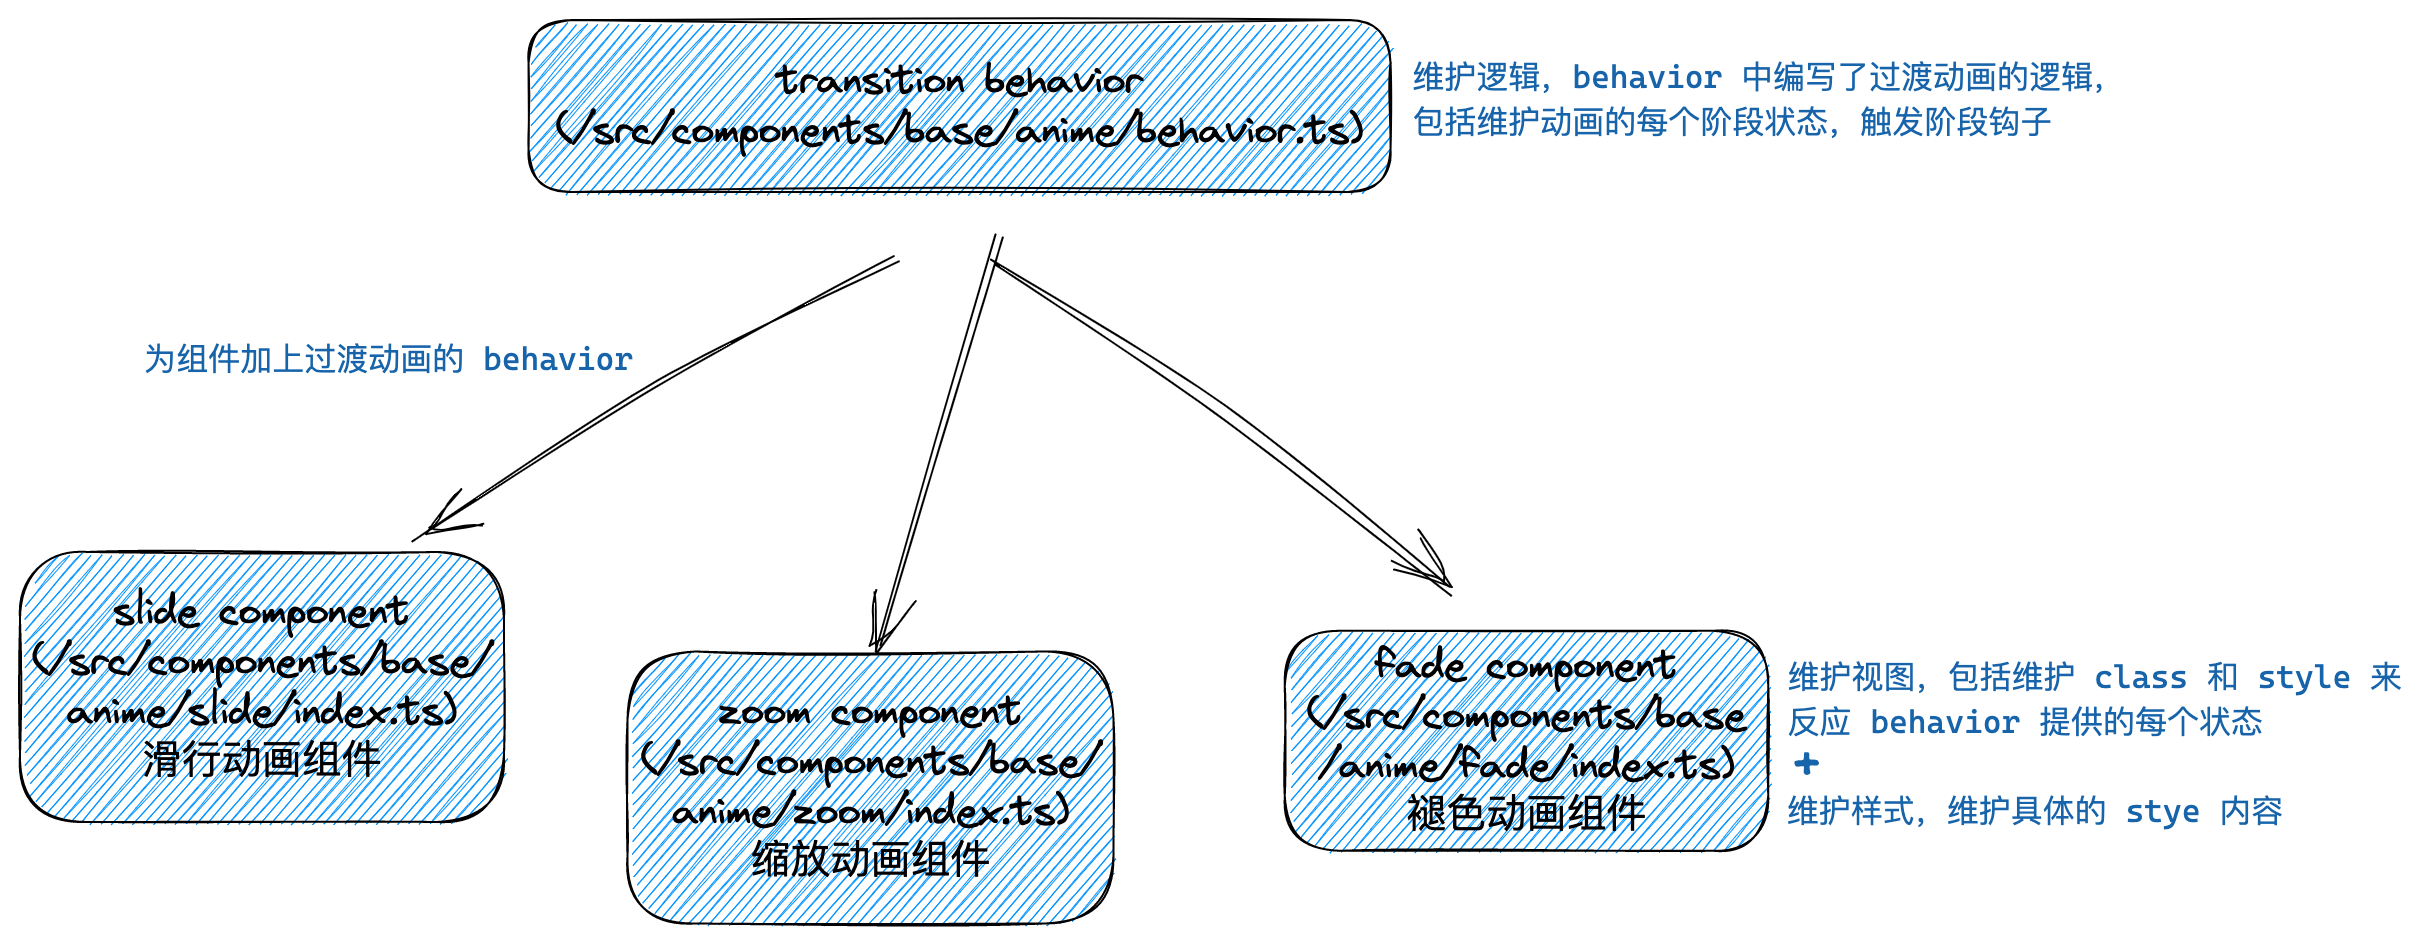 transition behavior
(/src/components/base/anime/behavior.ts)
维护逻辑，behavior 中编写了过渡动画的逻辑，
包括维护动画的每个阶段状态，触发阶段钩子
为组件加上过渡动画的 behavior
slide component
(/src/components/base/
anime/slide/index.ts)
滑行动画组件
zoom component
(/src/components/base/
anime/zoom/index.ts)
缩放动画组件
fade component
(/src/components/base
/anime/fade/index.ts)
褪色动画组件
维护视图，包括维护 class 和 style 来
反应 behavior 提供的每个状态
+
维护样式，维护具体的 stye 内容